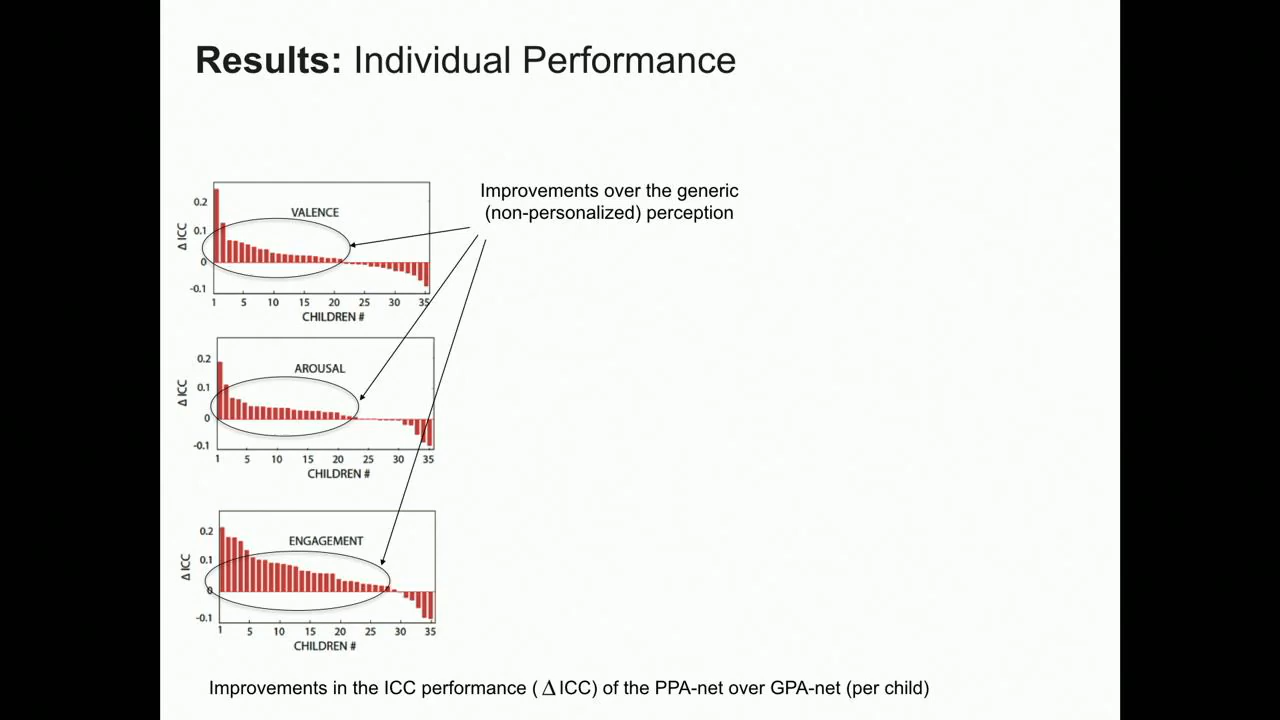 Results: Individual Performance
Improvements over the generic
(non-personalized) perception
VALENCE
0.2
0.1
0
-0.1
Δ ICC
1 5 10 15 20 25 30 35
CHILDREN #
AROUSAL
0.2
0.1
0
-0.1
Δ ICC
1 5 10 15 20 25 30 35
CHILDREN #
ENGAGEMENT
0.2
0.1
0
-0.1
Δ ICC
1 5 10 15 20 25 30 35
CHILDREN #
Improvements in the ICC performance ( Δ ICC) of the PPA-net over GPA-net (per child)